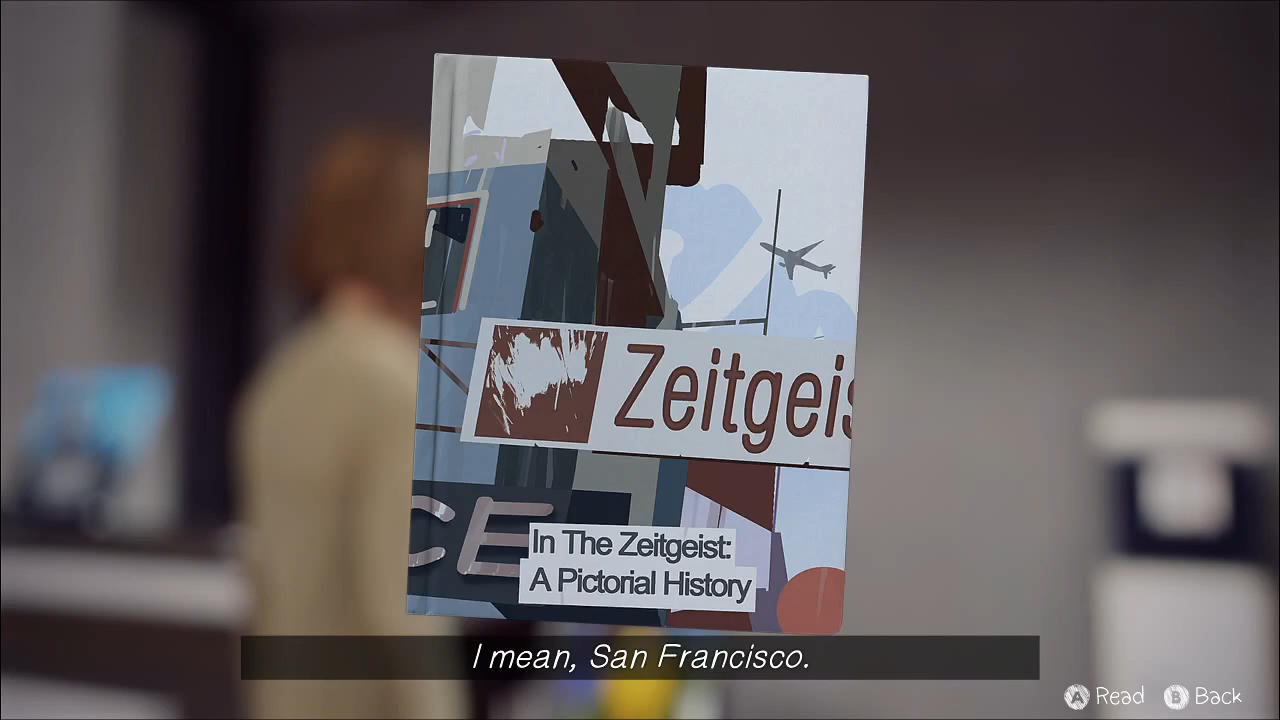 Zeitgeis
CE
In The Zeitgeist:
A Pictorial History
I mean, San Francisco.
A Read B Back